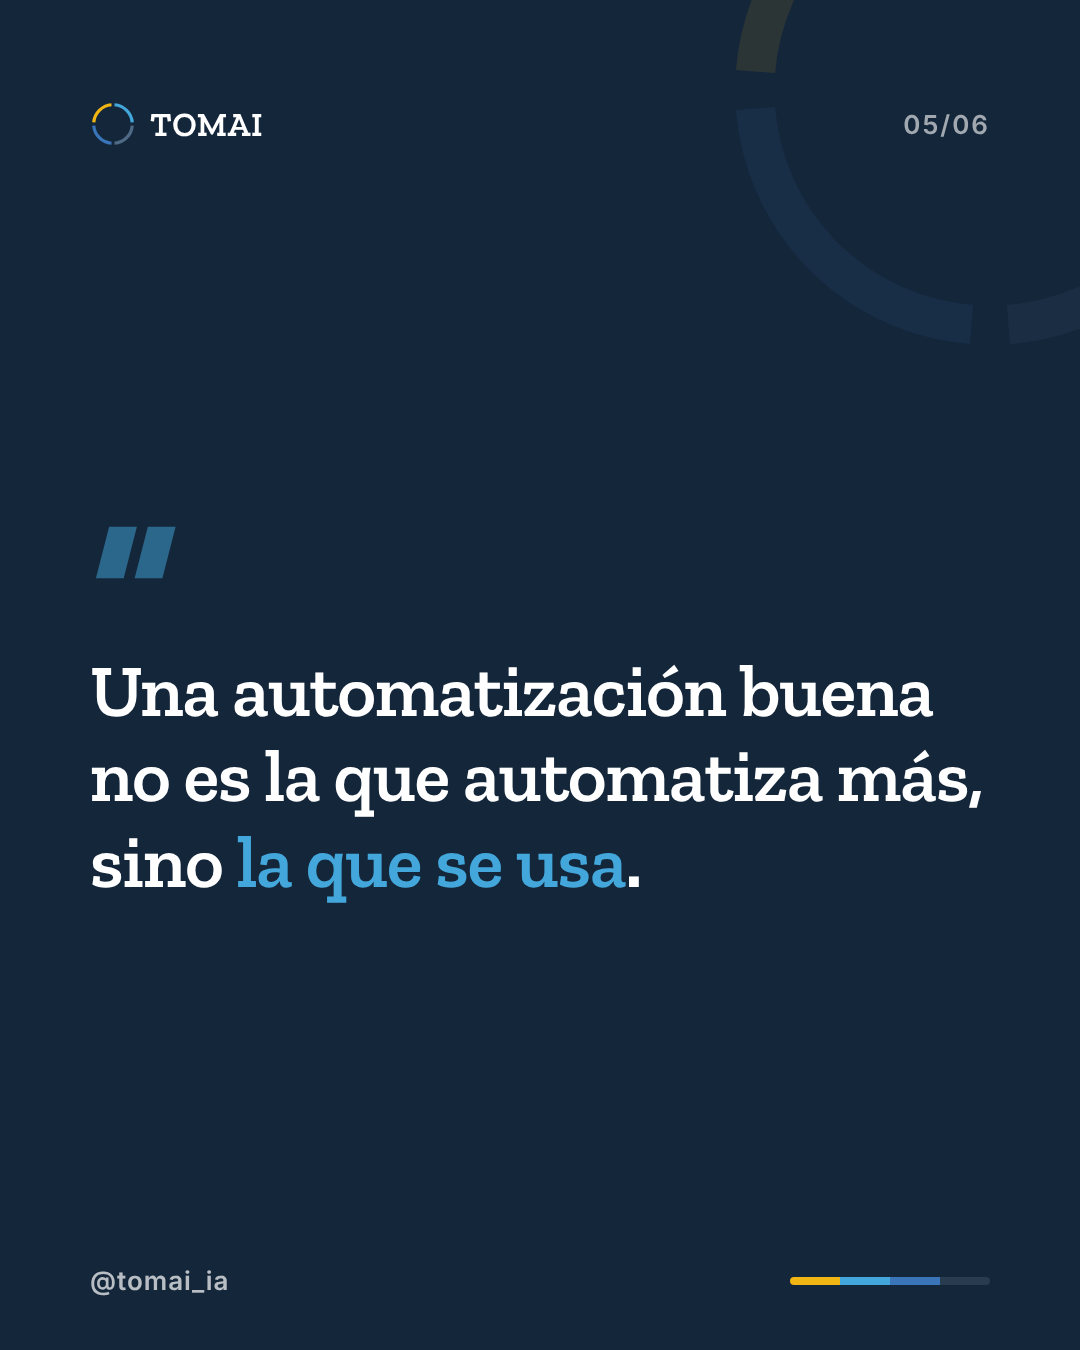 TOMAI
05/06
"
Una automatización buena
no es la que automatiza más,
sino la que se usa.
@tomai_ia